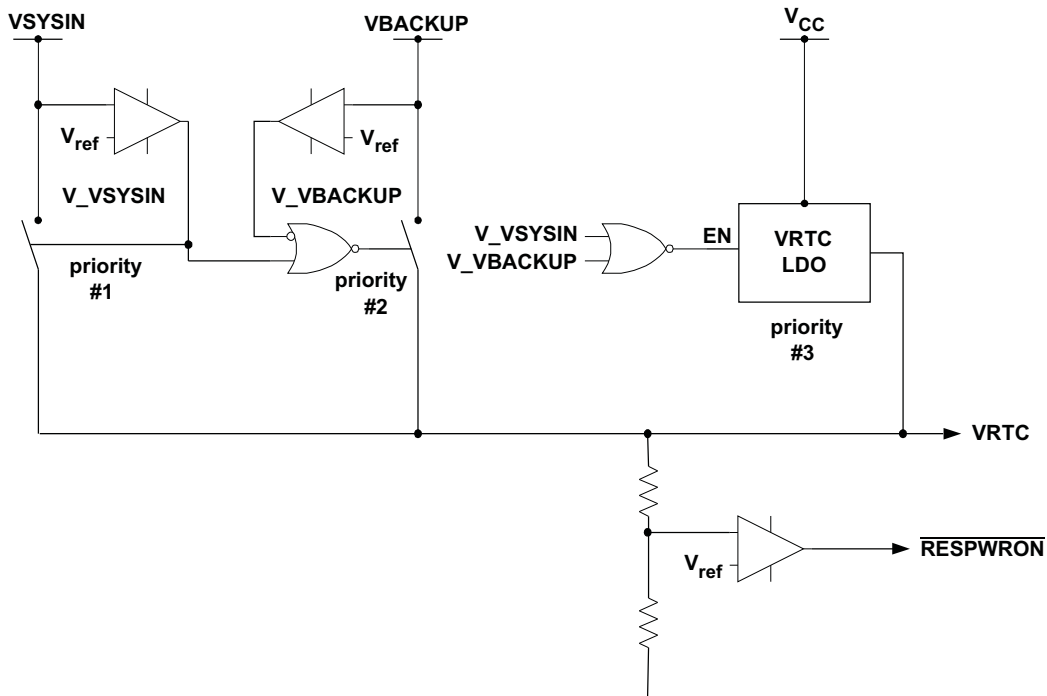 VSYSIN
VBACKUP
VCC
Vref
Vref
V_VSYSIN
V_VBACKUP
priority
#1
priority
#2
V_VSYSIN
V_VBACKUP
EN
VRTC
LDO
priority
#3
VRTC
Vref
RESPWRON